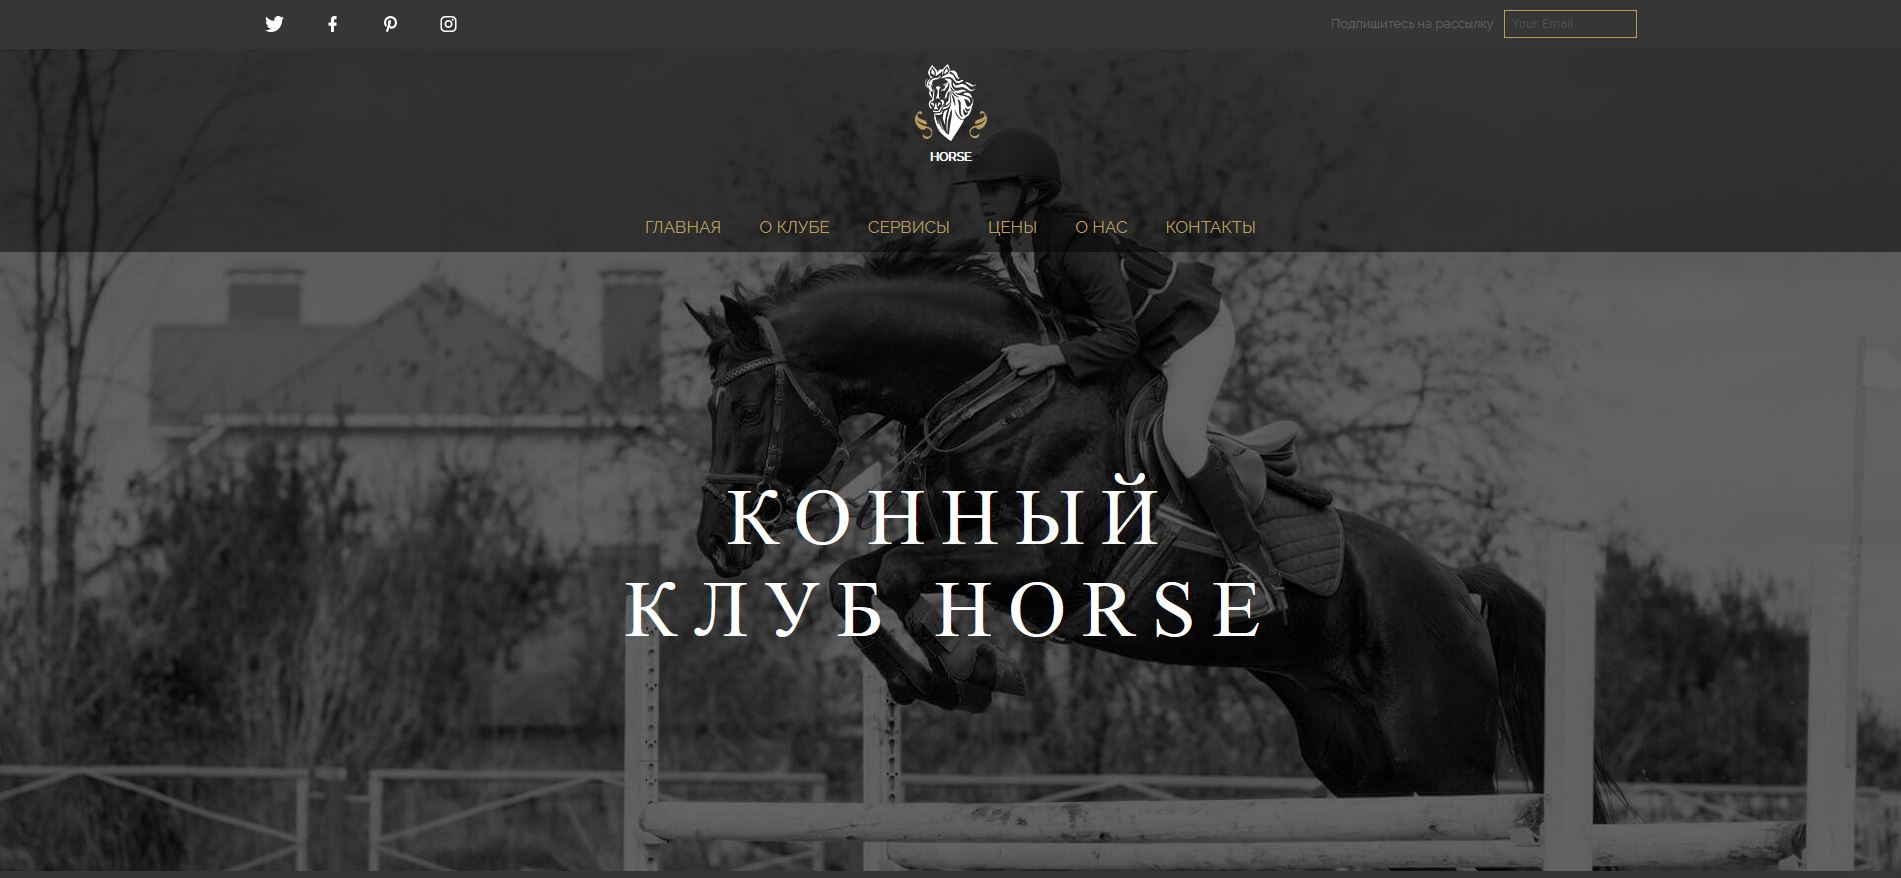 Подпишитесь на рассылку
Your Email
HORSE
ГЛАВНАЯ О КЛУБЕ СЕРВИСЫ ЦЕНЫ О НАС КОНТАКТЫ
КОННЫЙ
КЛУБ HORSE